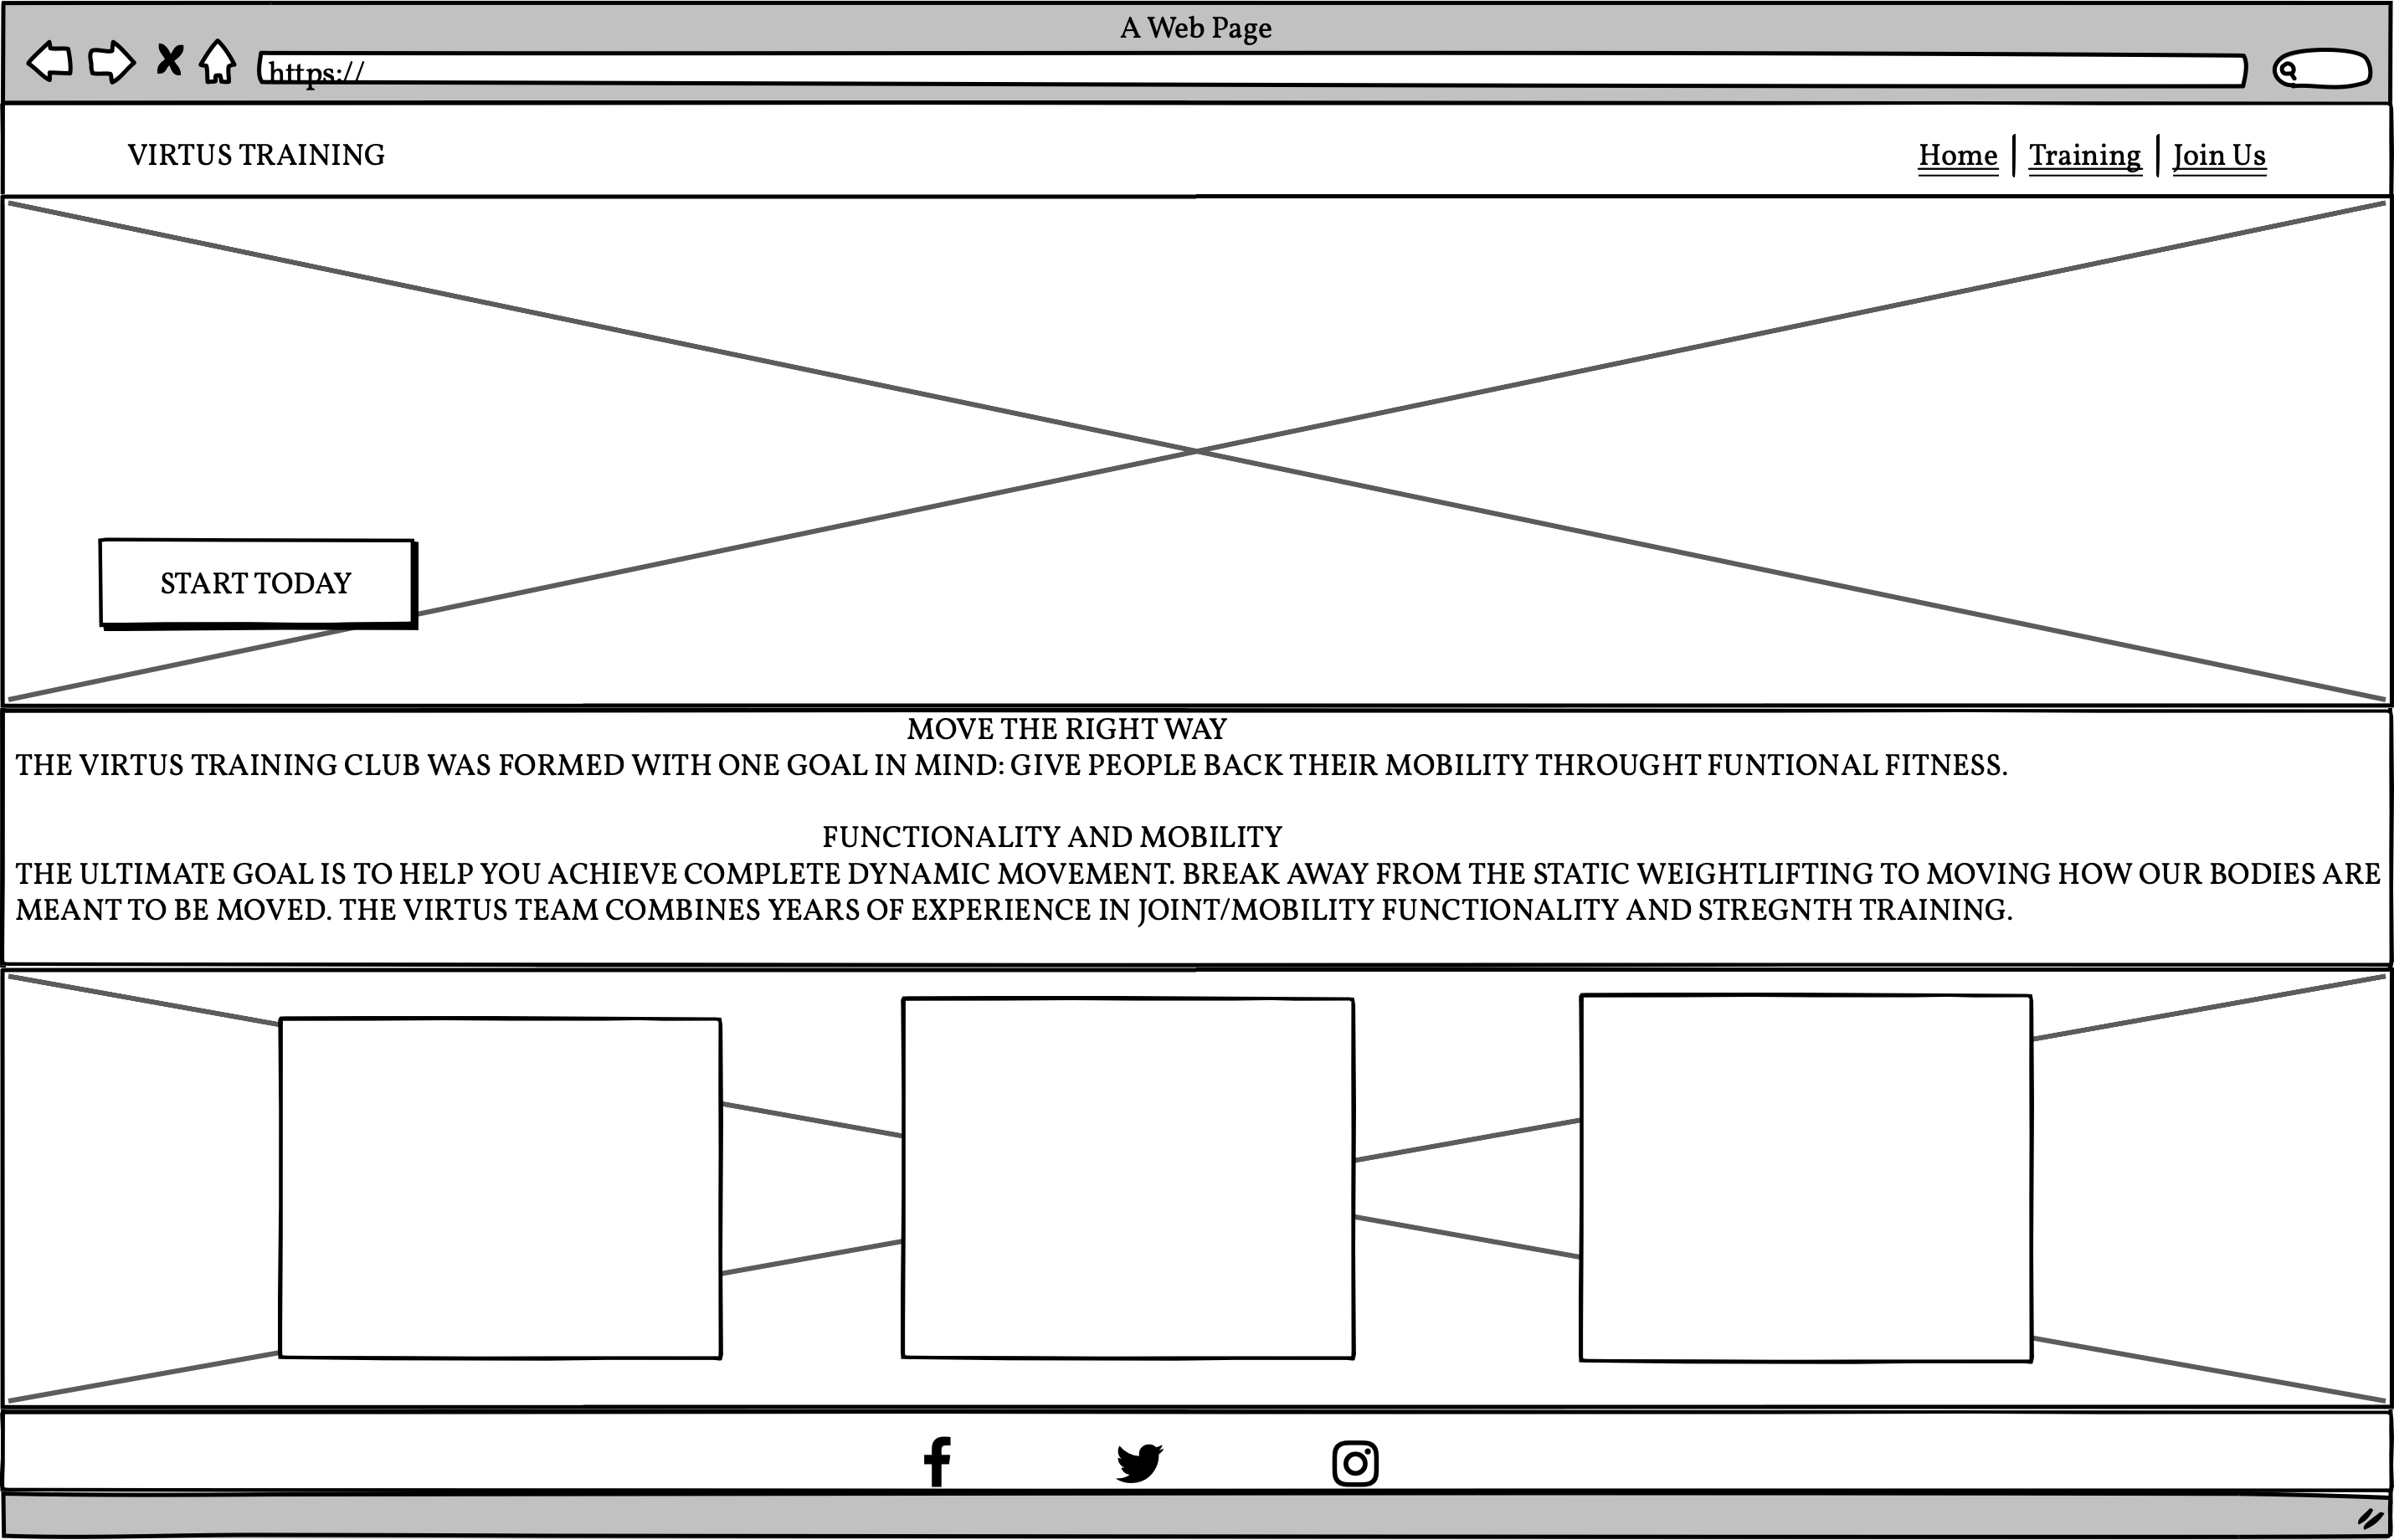 A Web Page
https://
VIRTUS TRAINING
Home | Training | Join Us
START TODAY
MOVE THE RIGHT WAY
THE VIRTUS TRAINING CLUB WAS FORMED WITH ONE GOAL IN MIND: GIVE PEOPLE BACK THEIR MOBILITY THROUGHT FUNTIONAL FITNESS.
FUNCTIONALITY AND MOBILITY
THE ULTIMATE GOAL IS TO HELP YOU ACHIEVE COMPLETE DYNAMIC MOVEMENT. BREAK AWAY FROM THE STATIC WEIGHTLIFTING TO MOVING HOW OUR BODIES ARE
MEANT TO BE MOVED. THE VIRTUS TEAM COMBINES YEARS OF EXPERIENCE IN JOINT/MOBILITY FUNCTIONALITY AND STREGNTH TRAINING.